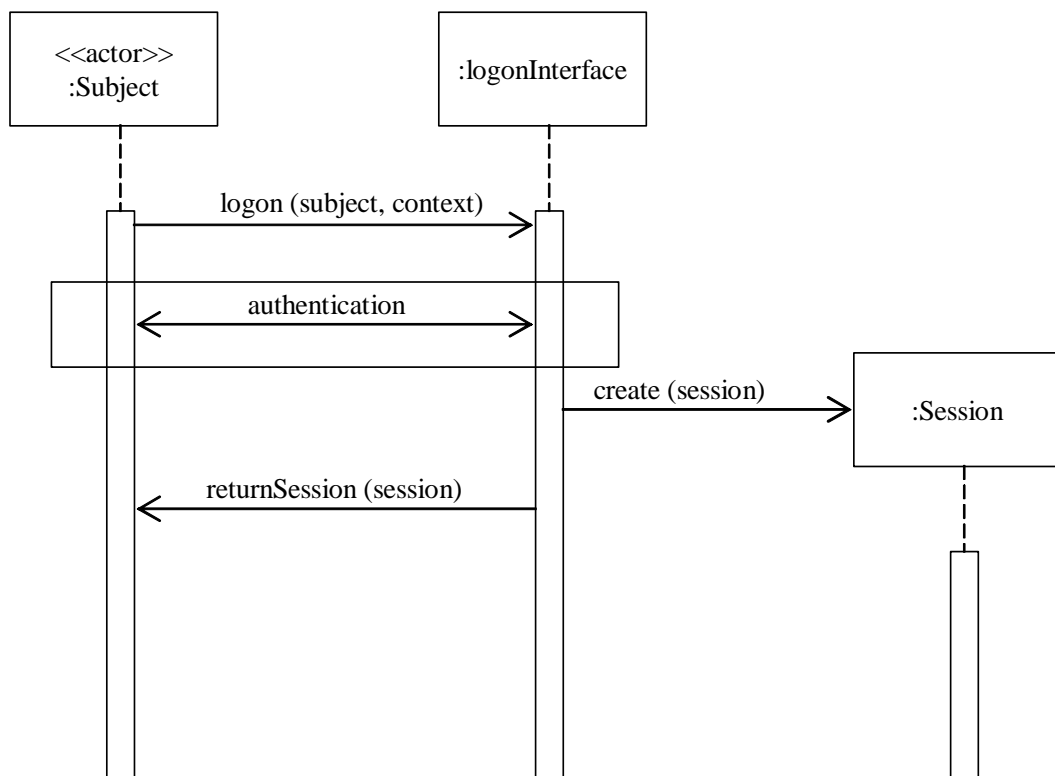 <<actor>>
:Subject
:logonInterface
logon (subject, context)
authentication
create (session)
:Session
returnSession (session)